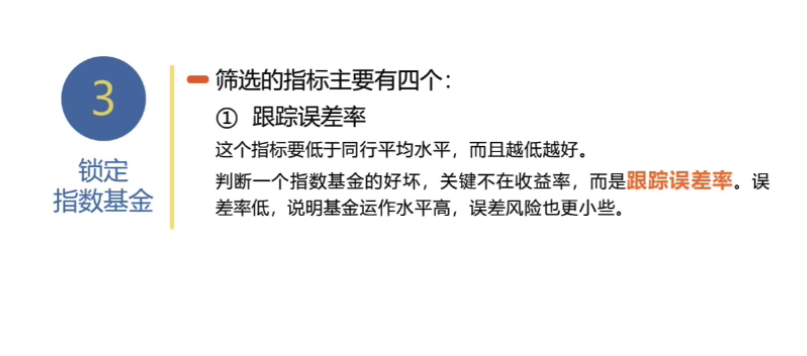 3
锁定
指数基金
筛选的指标主要有四个：
① 跟踪误差率
这个指标要低于同行平均水平，而且越低越好。
判断一个指数基金的好坏，关键不在收益率，而是跟踪误差率。误
差率低，说明基金运作水平高，误差风险也更小些。